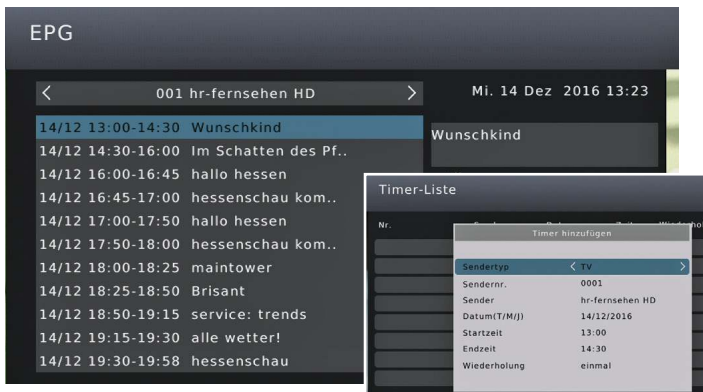 EPG
001 hr-fernsehen HD
Mi. 14 Dez 2016 13:23
14/12 13:00-14:30 Wunschkind
14/12 14:30-16:00 Im Schatten des Pf..
14/12 16:00-16:45 hallo hessen
14/12 16:45-17:00 hessenschau kom..
14/12 17:00-17:50 hallo hessen
14/12 17:50-18:00 hessenschau kom..
14/12 18:00-18:25 maintower
14/12 18:25-18:50 Brisant
14/12 18:50-19:15 service: trends
14/12 19:15-19:30 alle wetter!
14/12 19:30-19:58 hessenschau
Wunschkind
Timer-Liste
Nr.
Timer hinzufügen
Sendertyp TV
Sendernr. 0001
Sender hr-fernsehen HD
Datum(T/M/J) 14/12/2016
Startzeit 13:00
Endzeit 14:30
Wiederholung einmal